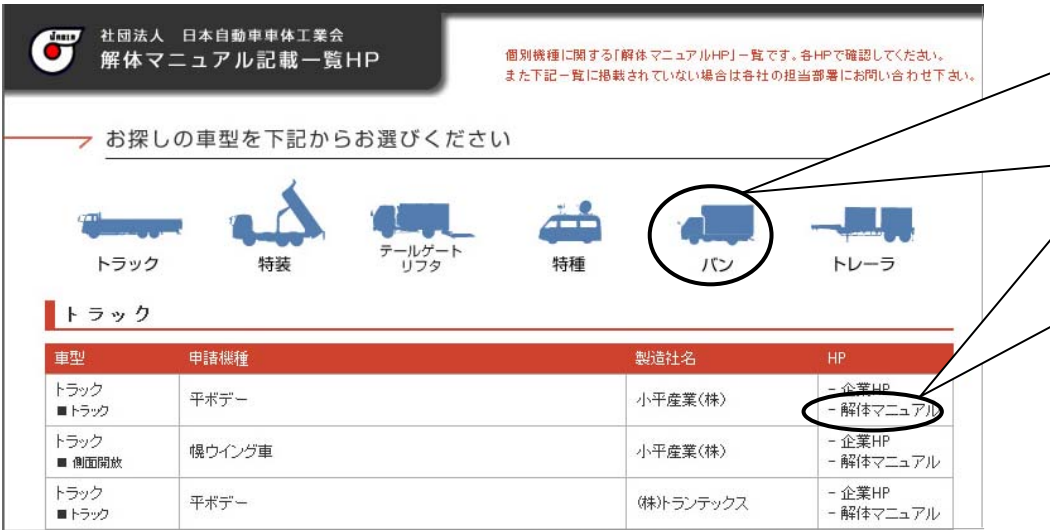 JABIA
社団法人 日本自動車車体工業会
解体マニュアル記載一覧HP
個別機種に関する「解体マニュアルHP」一覧です。各HPで確認してください。
また下記一覧に掲載されていない場合は各社の担当部署にお問い合わせ下さい。
お探しの車型を下記からお選びください
トラック
特装
テールゲート
リフタ
特種
バン
トレーラ
トラック
車型 申請機種 製造社名 HP
トラック
■トラック
平ボデー
小平産業(株)
- 企業HP
- 解体マニュアル
トラック
■ 側面開放
幌ウイング車
小平産業(株)
- 企業HP
- 解体マニュアル
トラック
■トラック
平ボデー
(株)トランテックス
- 企業HP
- 解体マニュアル